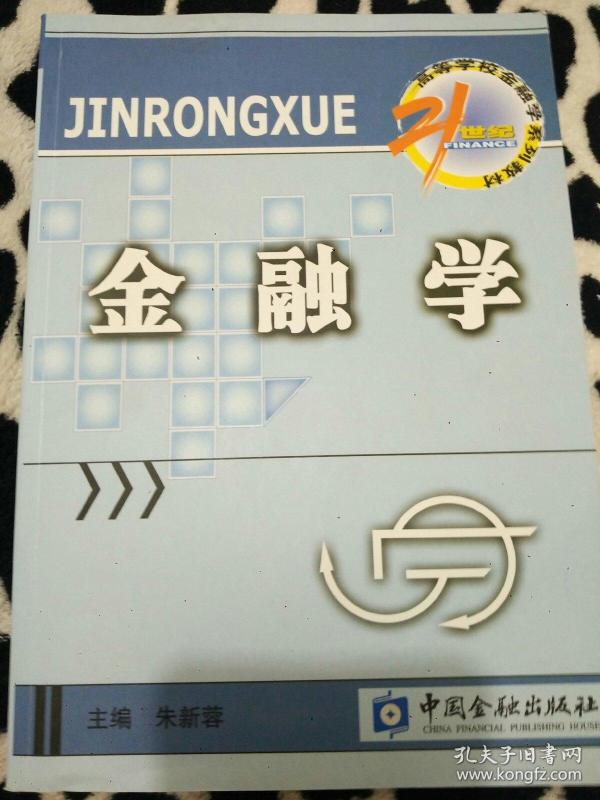 JINRONGXUE
高等学校金融学系列教材
21世纪
FINANCE
金融学
主编 朱新蓉
中国金融出版社
CHINA FINANCIAL PUBLISHING HOUSE
孔夫子旧书网
www.kongfz.com